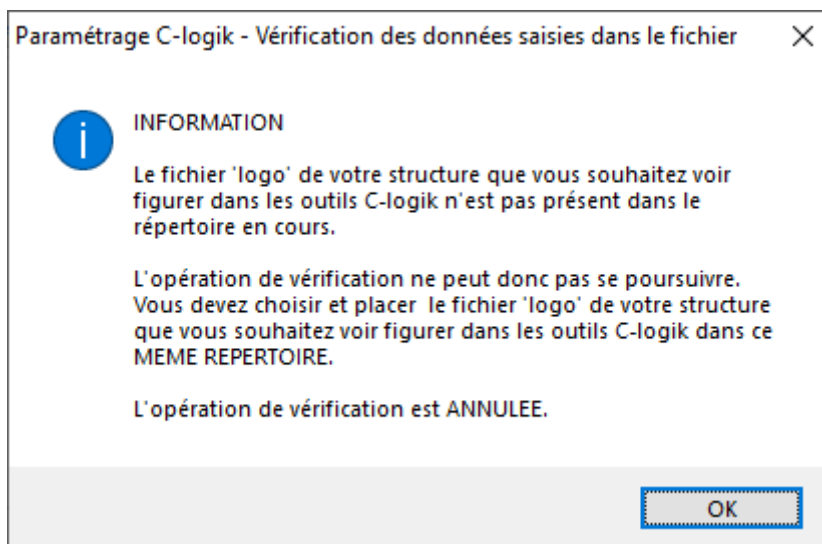 Paramétrage C-logik - Vérification des données saisies dans le fichier
INFORMATION
Le fichier 'logo' de votre structure que vous souhaitez voir
figurer dans les outils C-logik n'est pas présent dans le
répertoire en cours.
L'opération de vérification ne peut donc pas se poursuivre.
Vous devez choisir et placer  le fichier 'logo' de votre structure
que vous souhaitez voir figurer dans les outils C-logik dans ce
MEME REPERTOIRE.
L'opération de vérification est ANNULEE.
OK